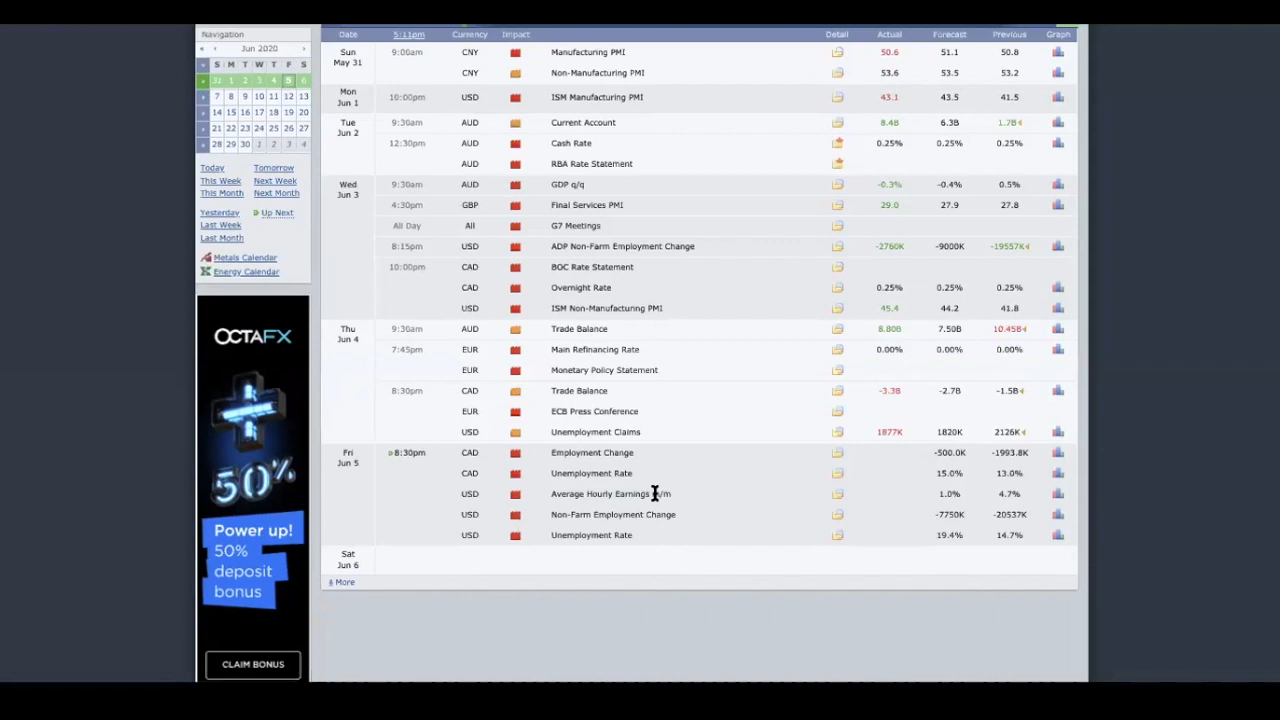 Navigation
« ‹ Jun 2020 ›
S M T W T F S
31 1 2 3 4 5 6
7 8 9 10 11 12 13
14 15 16 17 18 19 20
21 22 23 24 25 26 27
28 29 30 1 2 3 4
Today Tomorrow
This Week Next Week
This Month Next Month
Yesterday Up Next
Last Week
Last Month
Metals Calendar
Energy Calendar
OCTAFX
50%
Power up!
50%
deposit
bonus
CLAIM BONUS
Date 5:11pm Currency Impact Detail Actual Forecast Previous Graph
Sun May 31 9:00am CNY Manufacturing PMI 50.6 51.1 50.8
CNY Non-Manufacturing PMI 53.6 53.5 53.2
Mon Jun 1 10:00pm USD ISM Manufacturing PMI 43.1 43.5 41.5
Tue Jun 2 9:30am AUD Current Account 8.4B 6.3B 1.7B
12:30pm AUD Cash Rate 0.25% 0.25% 0.25%
AUD RBA Rate Statement
Wed Jun 3 9:30am AUD GDP q/q -0.3% -0.4% 0.5%
4:30pm GBP Final Services PMI 29.0 27.9 27.8
All Day All G7 Meetings
8:15pm USD ADP Non-Farm Employment Change -2760K -9000K -19557K
10:00pm CAD BOC Rate Statement
CAD Overnight Rate 0.25% 0.25% 0.25%
USD ISM Non-Manufacturing PMI 45.4 44.2 41.8
Thu Jun 4 9:30am AUD Trade Balance 8.80B 7.50B 10.45B
7:45pm EUR Main Refinancing Rate 0.00% 0.00% 0.00%
EUR Monetary Policy Statement
8:30pm CAD Trade Balance -3.3B -2.7B -1.5B
EUR ECB Press Conference
USD Unemployment Claims 1877K 1820K 2126K
Fri Jun 5 8:30pm CAD Employment Change -500.0K -1993.8K
CAD Unemployment Rate 15.0% 13.0%
USD Average Hourly Earnings m/m 1.0% 4.7%
USD Non-Farm Employment Change -7750K -20537K
USD Unemployment Rate 19.4% 14.7%
Sat Jun 6
More